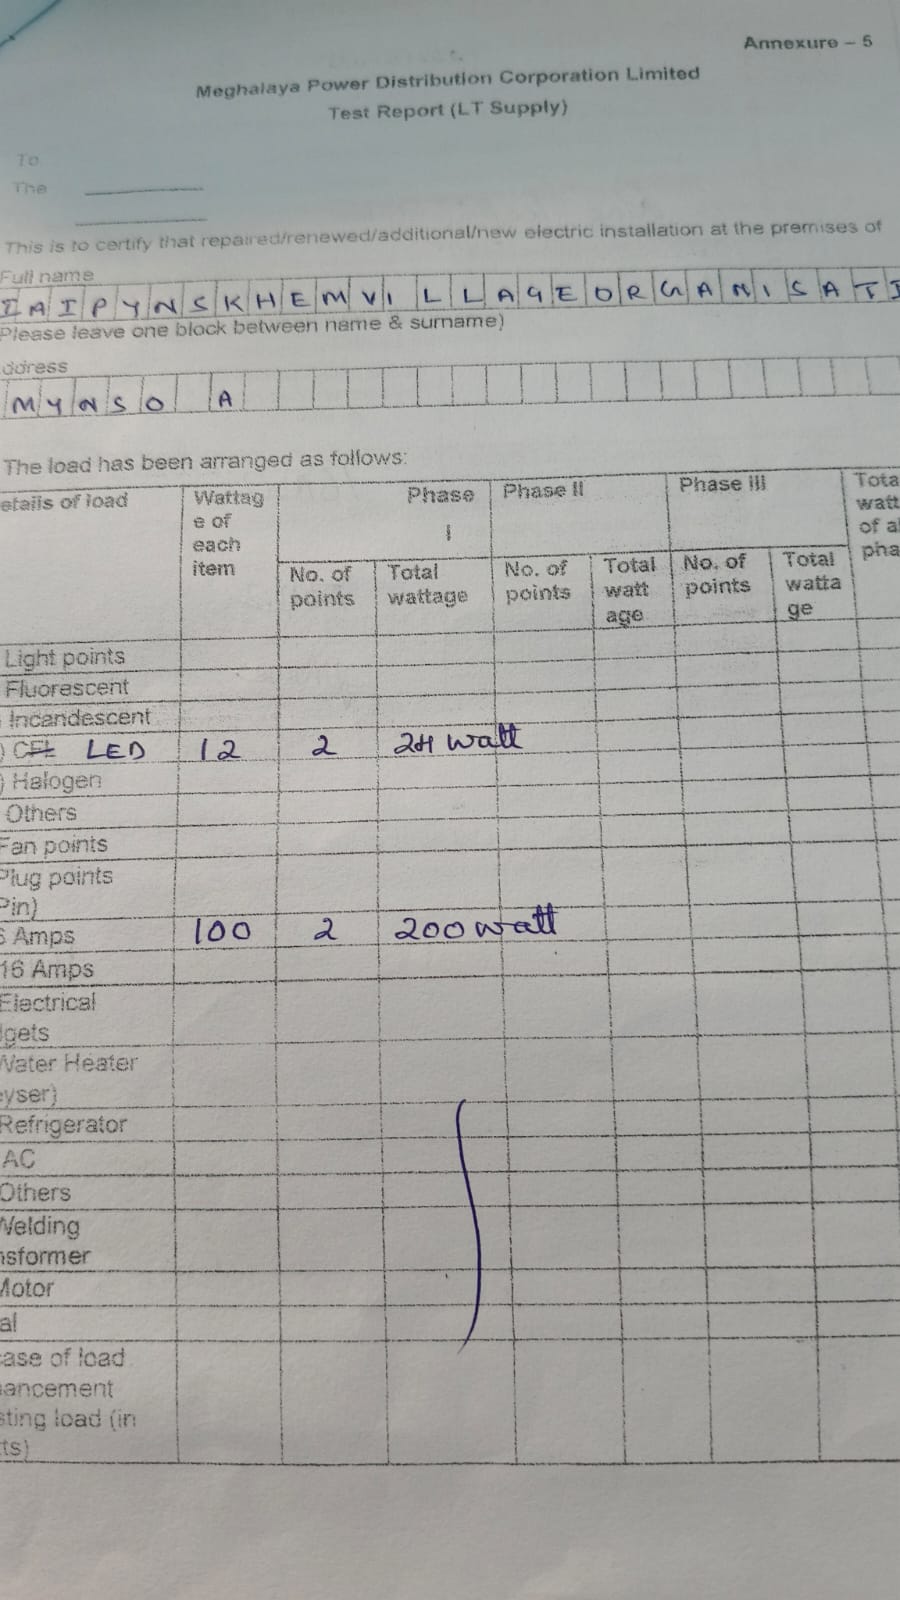 Annexure – 5
Meghalaya Power Distribution Corporation Limited
Test Report (LT Supply)
To
The
This is to certify that repaired/renewed/additional/new electric installation at the premises of
Full name
IAIPYNSKHEMVILLAGEORGANISATI
Please leave one block between name & surname)
ddress
MYNSO A
The load has been arranged as follows:
etails of load Wattag e of each item Phase I Phase II Phase III Tota watt of a pha
No. of points Total wattage No. of points Total watt age No. of points Total watta ge
Light points
Fluorescent
Incandescent
) CFL LED 12 2 24 watt
) Halogen
Others
Fan points
Plug points
Pin)
5 Amps 100 2 200 watt
16 Amps
Electrical
dgets
Water Heater
eyser)
Refrigerator
AC
Others
Welding
nsformer
Motor
al
ease of load
ancement
sting load (in
ts)